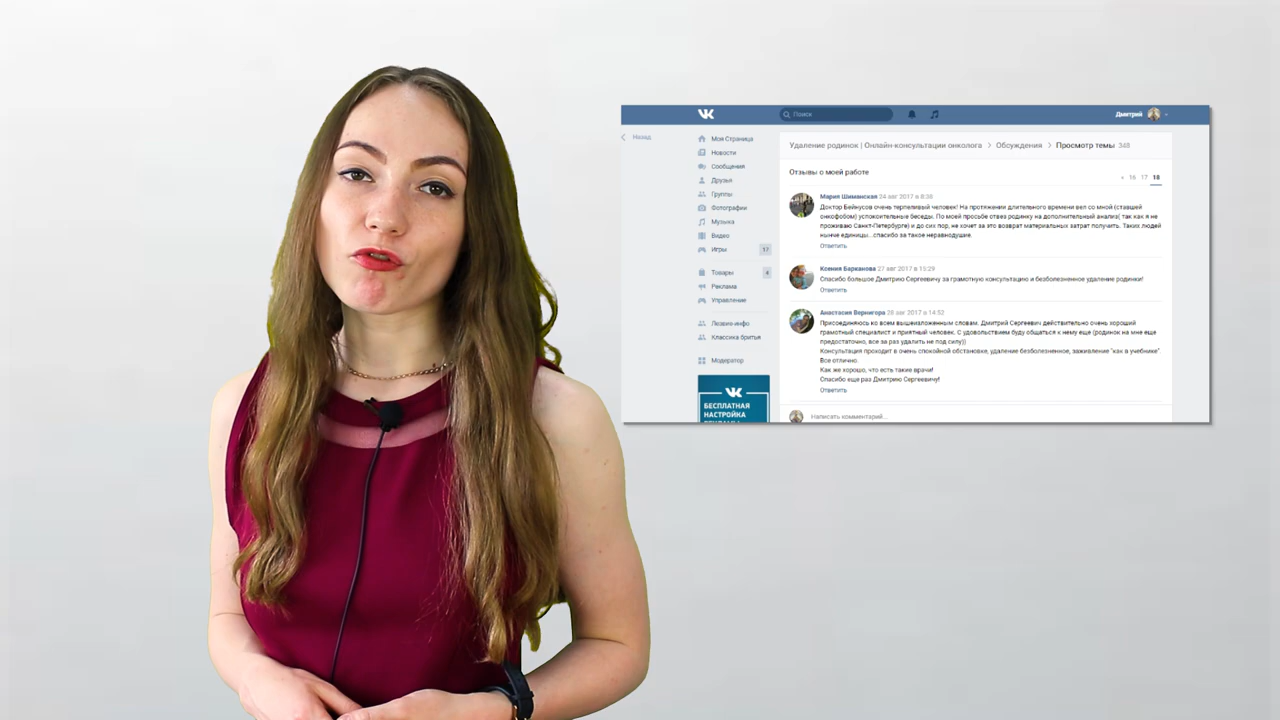 Поиск
Дмитрий
Назад
Моя Страница
Новости
Сообщения
Друзья
Группы
Фотографии
Музыка
Видео
Игры 17
Товары 4
Реклама
Управление
Лезвие-инфо
Классика бритья
Модератор
БЕСПЛАТНАЯ
НАСТРОЙКА
Удаление родинок | Онлайн-консультации онколога > Обсуждения > Просмотр темы 348
Отзывы о моей работе
« 16 17 18
Мария Шиманская 24 авг 2017 в 8:38
Доктор Бейнусов очень терпеливый человек! На протяжении длительного времени вел со мной (ставшей
онкофобом) успокоительные беседы. По моей просьбе отвез родинку на дополнительный анализ( так как я не
проживаю Санкт-Петербурге) и до сих пор, не хочет за это возврат материальных затрат получить. Таких людей
нынче единицы...спасибо за такое неравнодушие.
Ответить
Ксения Барканова 27 авг 2017 в 15:29
Спасибо большое Дмитрию Сергеевичу за грамотную консультацию и безболезненное удаление родинки!
Ответить
Анастасия Вернигора 28 авг 2017 в 14:52
Присоединяюсь ко всем вышеизложенным словам. Дмитрий Сергеевич действительно очень хороший
грамотный специалист и приятный человек. С удовольствием буду общаться к нему еще (родинок на мне еще
предостаточно, все за раз удалить не под силу))
Консультация проходит в очень спокойной обстановке, удаление безболезненное, заживление "как в учебнике".
Все отлично.
Как же хорошо, что есть такие врачи!
Спасибо еще раз Дмитрию Сергеевичу!
Ответить
Написать комментарий...